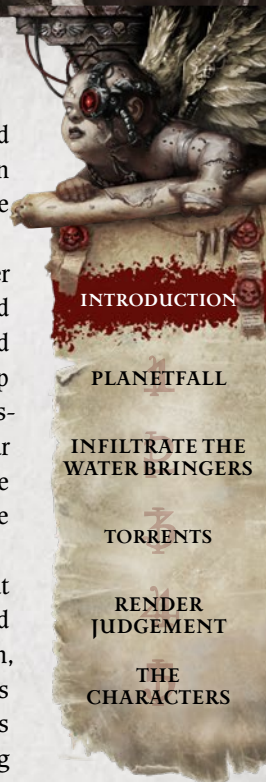 INTRODUCTION
PLANETFALL
INFILTRATE THE
WATER BRINGERS
TORRENTS
RENDER
JUDGEMENT
THE
CHARACTERS